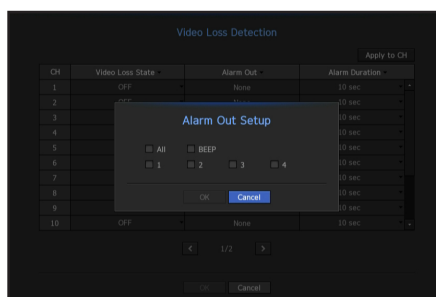 Video Loss Detection
Apply to CH
CH Video Loss State Alarm Out Alarm Duration
1 OFF None 10 sec
2 OFF 10 sec
3 10 sec
4 10 sec
5 10 sec
6 10 sec
7 10 sec
8 10 sec
9 10 sec
10 OFF None 10 sec
Alarm Out Setup
All BEEP
1 2 3 4
OK Cancel
< 1/2 >
OK Cancel